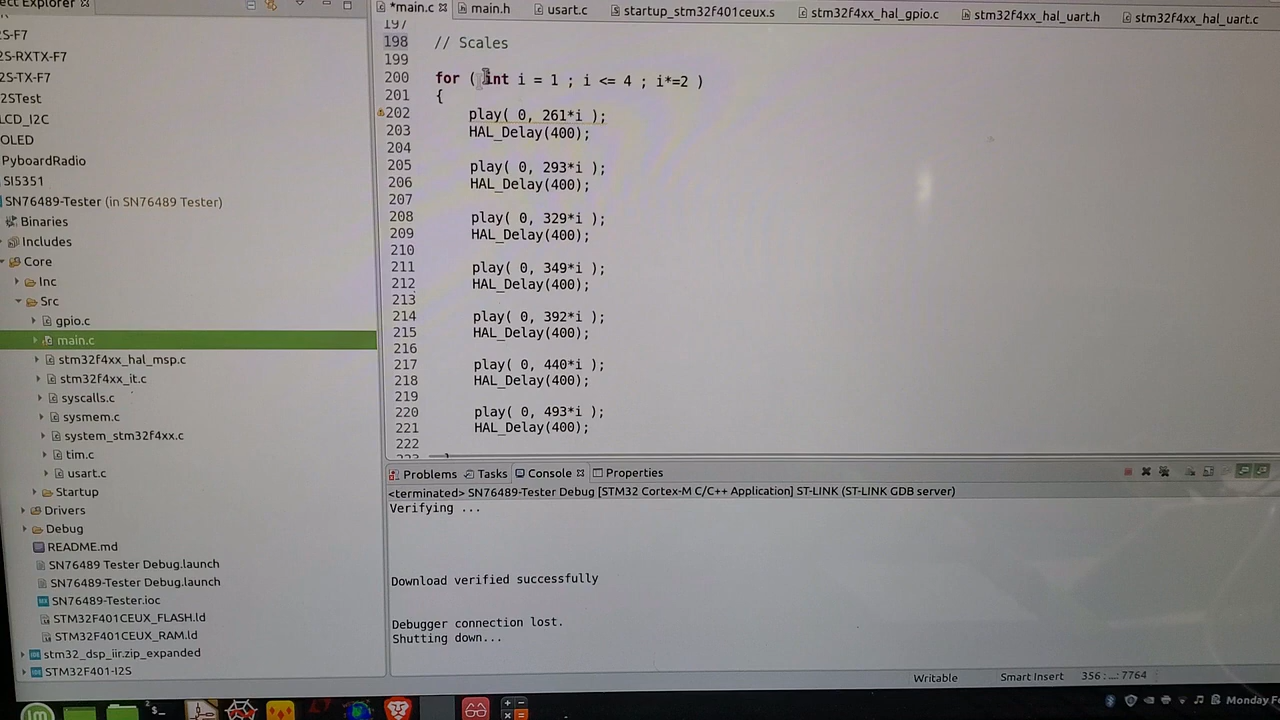 ect Explorer
S-F7
2S-RXTX-F7
2S-TX-F7
2STest
LCD_I2C
OLED
PyboardRadio
SI5351
SN76489-Tester (in SN76489 Tester)
Binaries
Includes
Core
Inc
Src
gpio.c
main.c
stm32f4xx_hal_msp.c
stm32f4xx_it.c
syscalls.c
sysmem.c
system_stm32f4xx.c
tim.c
usart.c
Startup
Drivers
Debug
README.md
SN76489 Tester Debug.launch
SN76489-Tester Debug.launch
SN76489-Tester.ioc
STM32F401CEUX_FLASH.ld
STM32F401CEUX_RAM.ld
stm32_dsp_iir.zip_expanded
STM32F401-I2S
*main.c main.h usart.c startup_stm32f401ceux.s stm32f4xx_hal_gpio.c stm32f4xx_hal_uart.h stm32f4xx_hal_uart.c
197
198 // Scales
199
200 for ( int i = 1 ; i <= 4 ; i*=2 )
201 {
202 play( 0, 261*i );
203 HAL_Delay(400);
204
205 play( 0, 293*i );
206 HAL_Delay(400);
207
208 play( 0, 329*i );
209 HAL_Delay(400);
210
211 play( 0, 349*i );
212 HAL_Delay(400);
213
214 play( 0, 392*i );
215 HAL_Delay(400);
216
217 play( 0, 440*i );
218 HAL_Delay(400);
219
220 play( 0, 493*i );
221 HAL_Delay(400);
222
Problems Tasks Console Properties
<terminated> SN76489-Tester Debug [STM32 Cortex-M C/C++ Application] ST-LINK (ST-LINK GDB server)
Verifying ...
Download verified successfully
Debugger connection lost.
Shutting down...
Writable Smart Insert 356 : ...: 7764
Monday